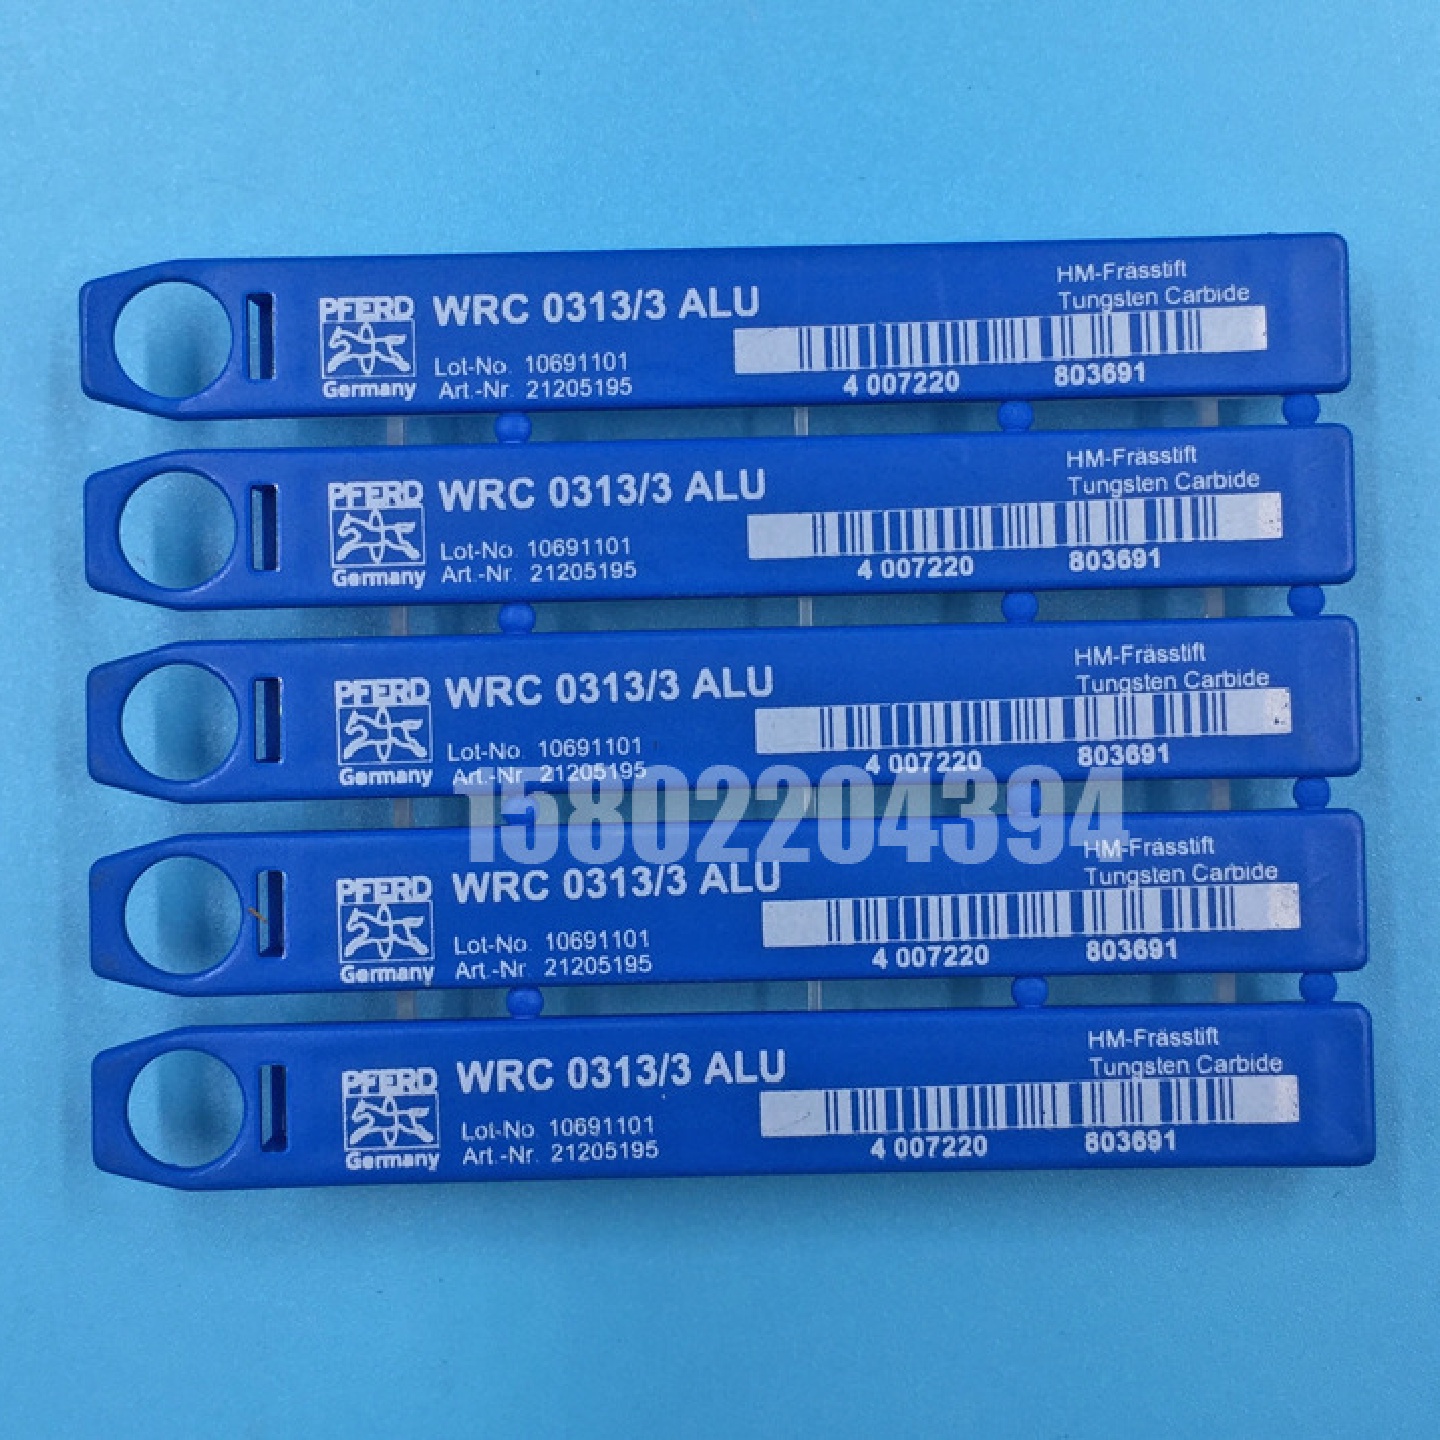 PFERD WRC 0313/3 ALU HM-Frässtift
Tungsten Carbide
Lot-No. 10691101
Germany Art.-Nr. 21205195 4 007220 803691
PFERD WRC 0313/3 ALU HM-Frässtift
Tungsten Carbide
Lot-No. 10691101
Germany Art.-Nr. 21205195 4 007220 803691
PFERD WRC 0313/3 ALU HM-Frässtift
Tungsten Carbide
Lot-No. 10691101
Germany Art.-Nr. 21205195 4 007220 803691
15802204394
PFERD WRC 0313/3 ALU HM-Frässtift
Tungsten Carbide
Lot-No. 10691101
Germany Art.-Nr. 21205195 4 007220 803691
PFERD WRC 0313/3 ALU HM-Frässtift
Tungsten Carbide
Lot-No. 10691101
Germany Art.-Nr. 21205195 4 007220 803691